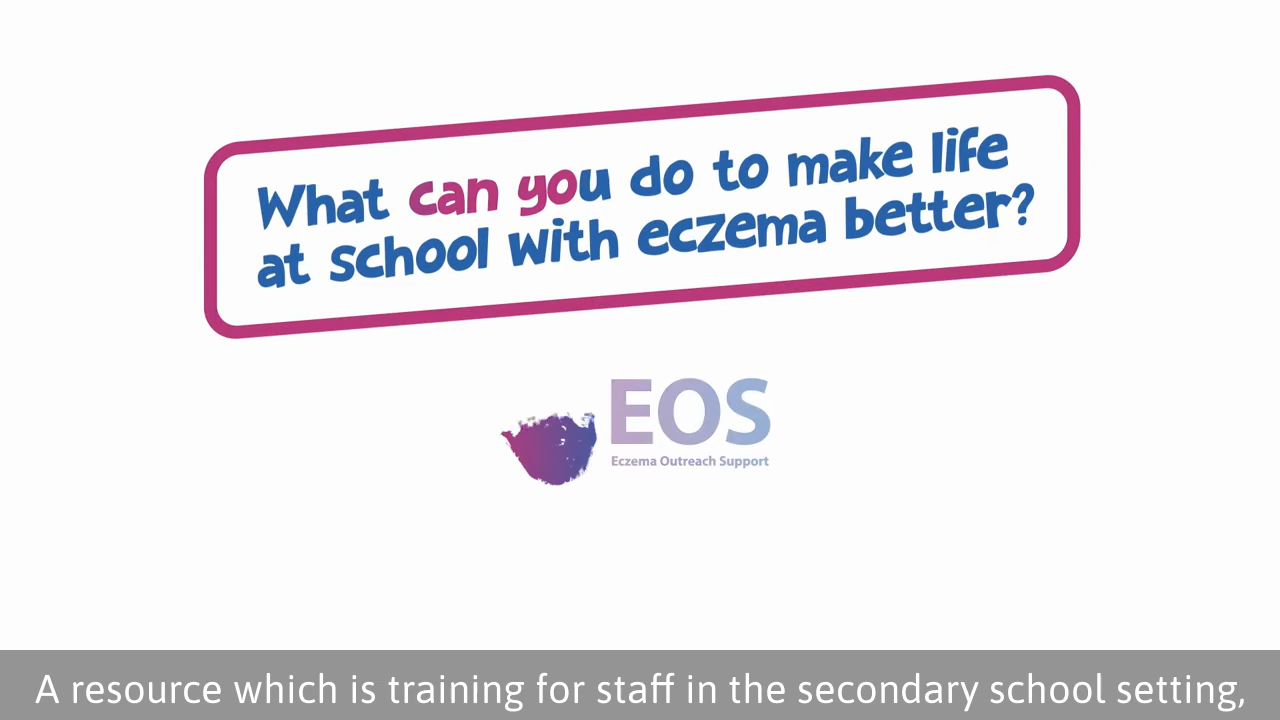 What can you do to make life
at school with eczema better?
EOS
Eczema Outreach Support
A resource which is training for staff in the secondary school setting,